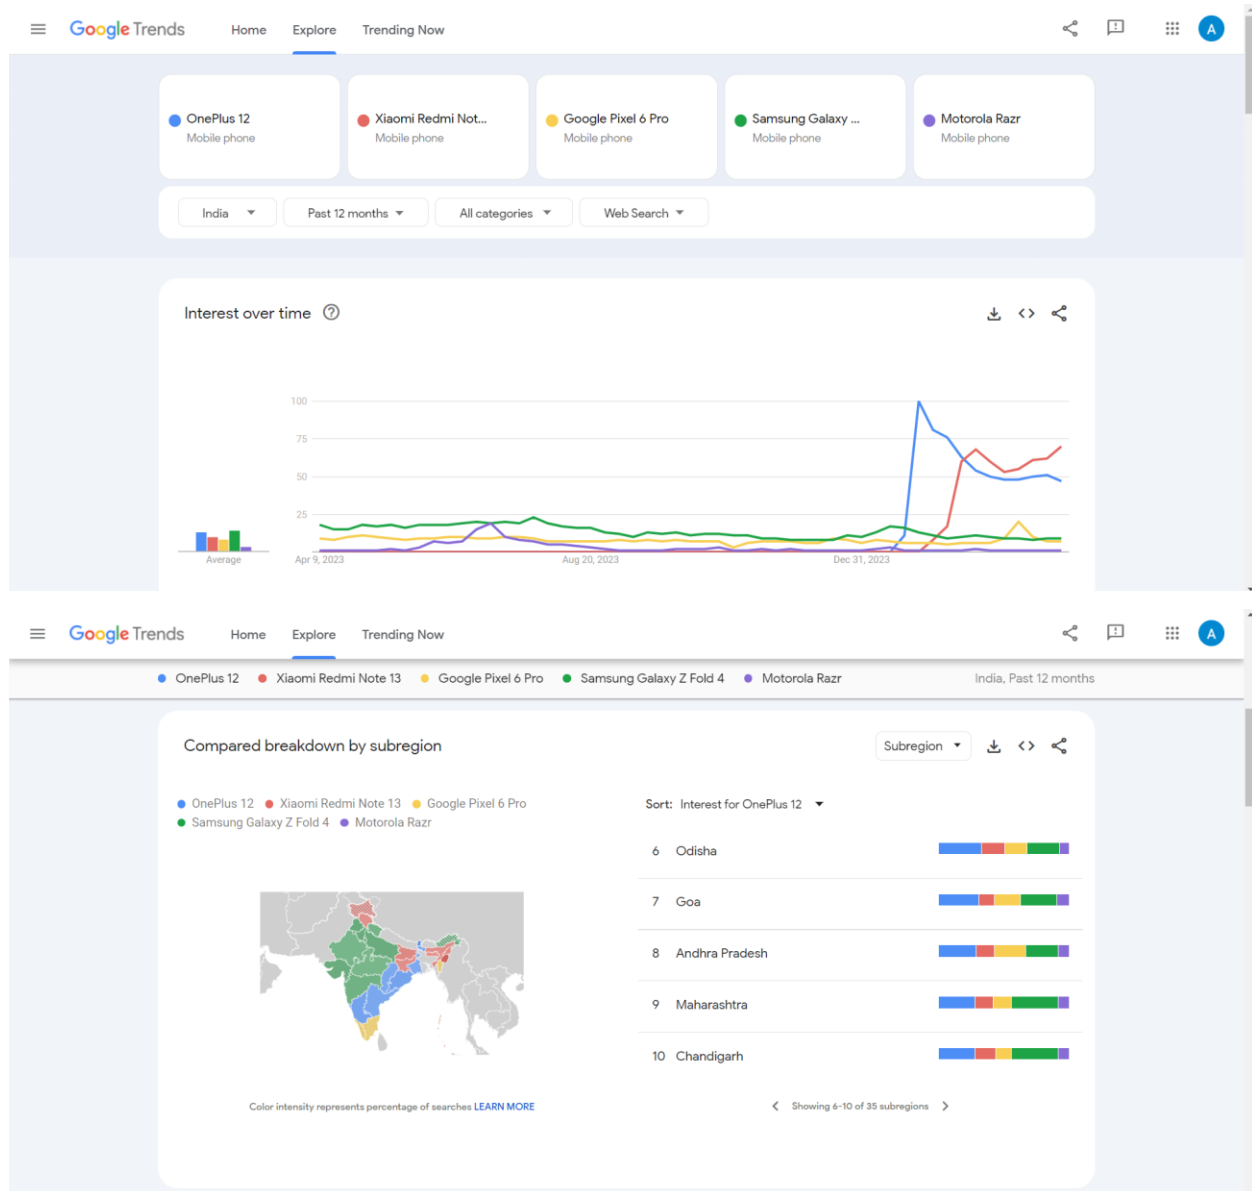 Google Trends Home Explore Trending Now A
OnePlus 12 Xiaomi Redmi Not... Google Pixel 6 Pro Samsung Galaxy ... Motorola Razr
Mobile phone Mobile phone Mobile phone Mobile phone Mobile phone
India Past 12 months All categories Web Search
Interest over time ?
100
75
50
25
Average Apr 9, 2023 Aug 20, 2023 Dec 31, 2023
Google Trends Home Explore Trending Now A
OnePlus 12 Xiaomi Redmi Note 13 Google Pixel 6 Pro Samsung Galaxy Z Fold 4 Motorola Razr India, Past 12 months
Compared breakdown by subregion Subregion
OnePlus 12 Xiaomi Redmi Note 13 Google Pixel 6 Pro
Samsung Galaxy Z Fold 4 Motorola Razr
Sort: Interest for OnePlus 12
6 Odisha
7 Goa
8 Andhra Pradesh
9 Maharashtra
10 Chandigarh
Color intensity represents percentage of searches LEARN MORE
Showing 6-10 of 35 subregions